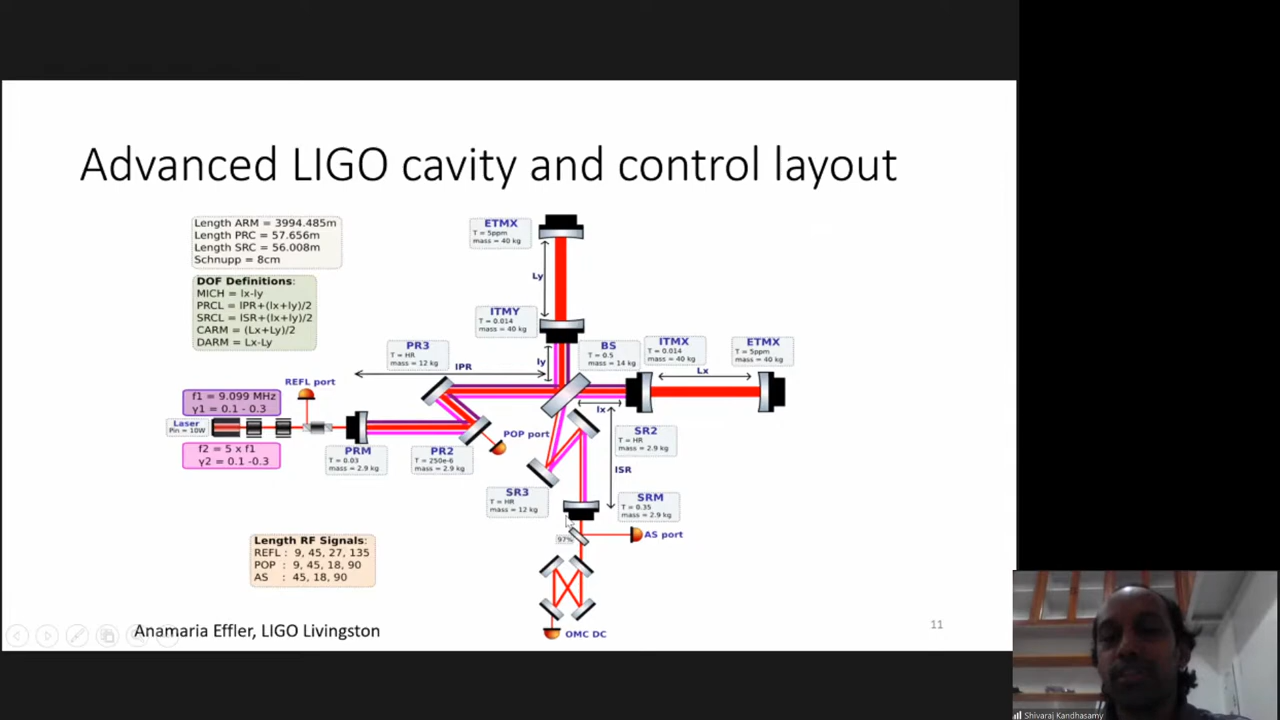 Advanced LIGO cavity and control layout
Length ARM = 3994.485m
Length PRC = 57.656m
Length SRC = 56.008m
Schnupp = 8cm
DOF Definitions:
MICH = lx-ly
PRCL = lPR+(lx+ly)/2
SRCL = lSR+(lx+ly)/2
CARM = (Lx+Ly)/2
DARM = Lx-Ly
ETMX
T = 5ppm
mass = 40 kg
Ly
ITMY
T = 0.014
mass = 40 kg
ly
PR3
T = HR
mass = 12 kg
lPR
BS
T = 0.5
mass = 14 kg
ITMX
T = 0.014
mass = 40 kg
Lx
ETMX
T = 5ppm
mass = 40 kg
lx
REFL port
f1 = 9.099 MHz
γ1 = 0.1 - 0.3
Laser
Pin = 10W
f2 = 5 x f1
γ2 = 0.1 -0.3
PRM
T = 0.03
mass = 2.9 kg
PR2
T = 250e-6
mass = 2.9 kg
POP port
SR2
T = HR
mass = 2.9 kg
lSR
SR3
T = HR
mass = 12 kg
SRM
T = 0.35
mass = 2.9 kg
97%
AS port
OMC DC
Length RF Signals:
REFL : 9, 45, 27, 135
POP : 9, 45, 18, 90
AS : 45, 18, 90
Anamaria Effler, LIGO Livingston
11
Shivaraj Kandhasamy